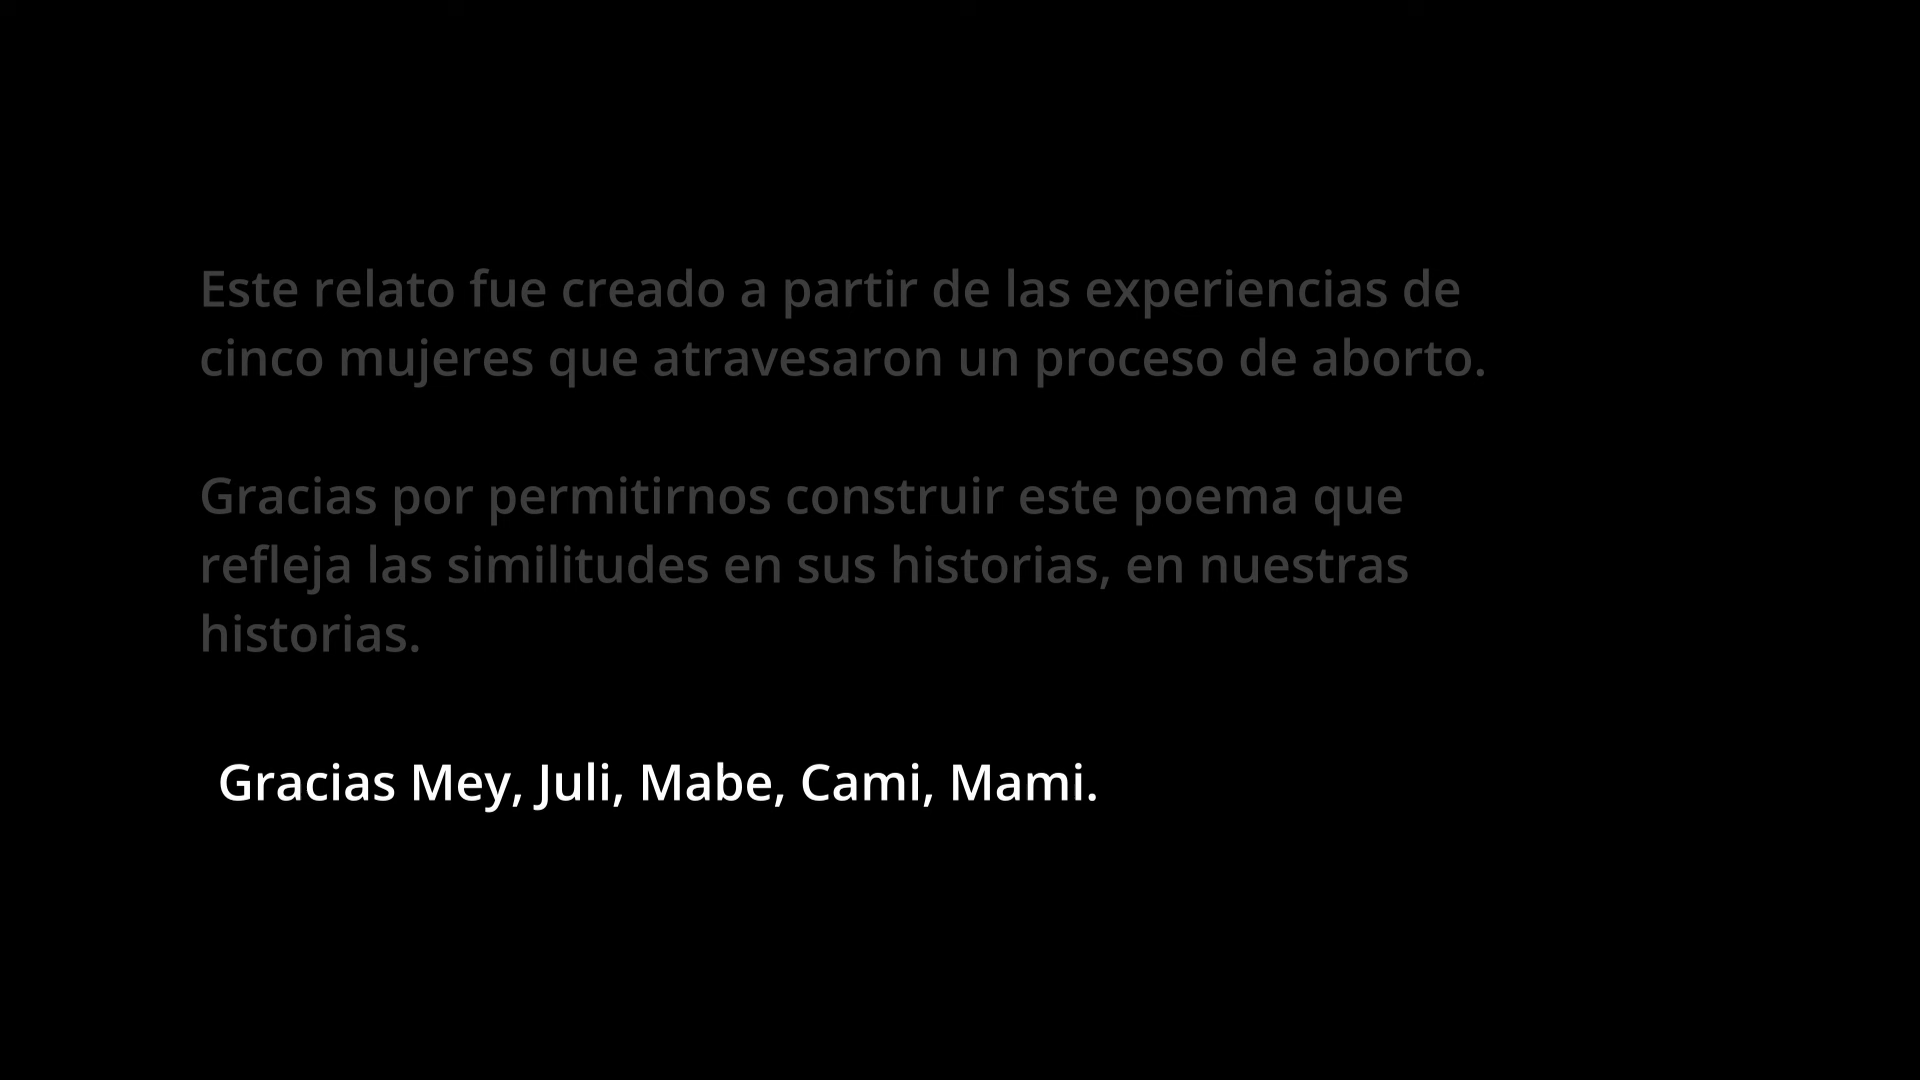 Este relato fue creado a partir de las experiencias de
cinco mujeres que atravesaron un proceso de aborto.
Gracias por permitirnos construir este poema que
refleja las similitudes en sus historias, en nuestras
historias.
Gracias Mey, Juli, Mabe, Cami, Mami.